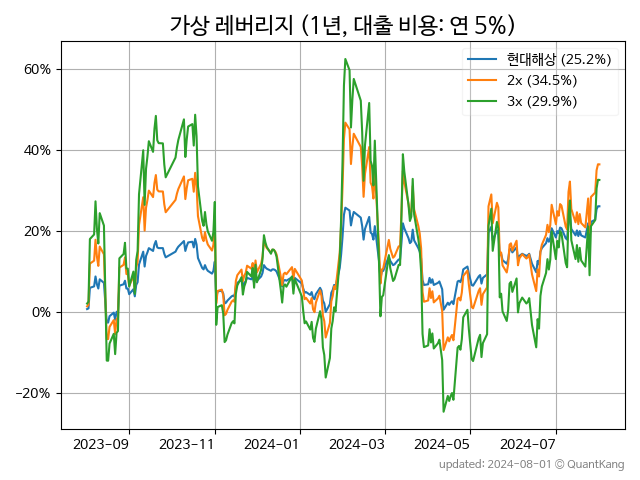 가상 레버리지 (1년, 대출 비용: 연 5%)
현대해상 (25.2%)
2x (34.5%)
3x (29.9%)
60%
40%
20%
0%
−20%
2023-09
2023-11
2024-01
2024-03
2024-05
2024-07
updated: 2024-08-01 © QuantKang